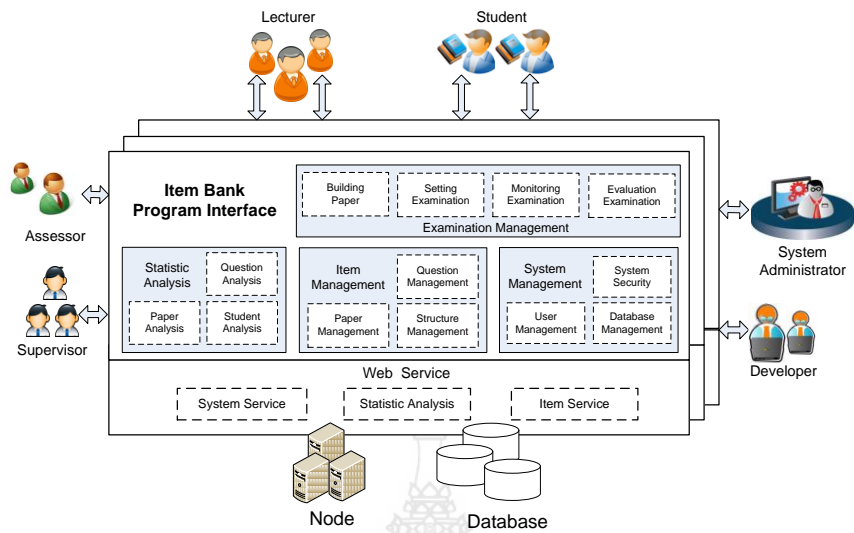 Lecturer
Student
Assessor
Supervisor
Item Bank
Program Interface
Building
Paper
Setting
Examination
Monitoring
Examination
Evaluation
Examination
Examination Management
Statistic
Analysis
Question
Analysis
Paper
Analysis
Student
Analysis
Item
Management
Question
Management
Paper
Management
Structure
Management
System
Management
System
Security
User
Management
Database
Management
System
Administrator
Developer
Web Service
System Service
Statistic Analysis
Item Service
Node
Database